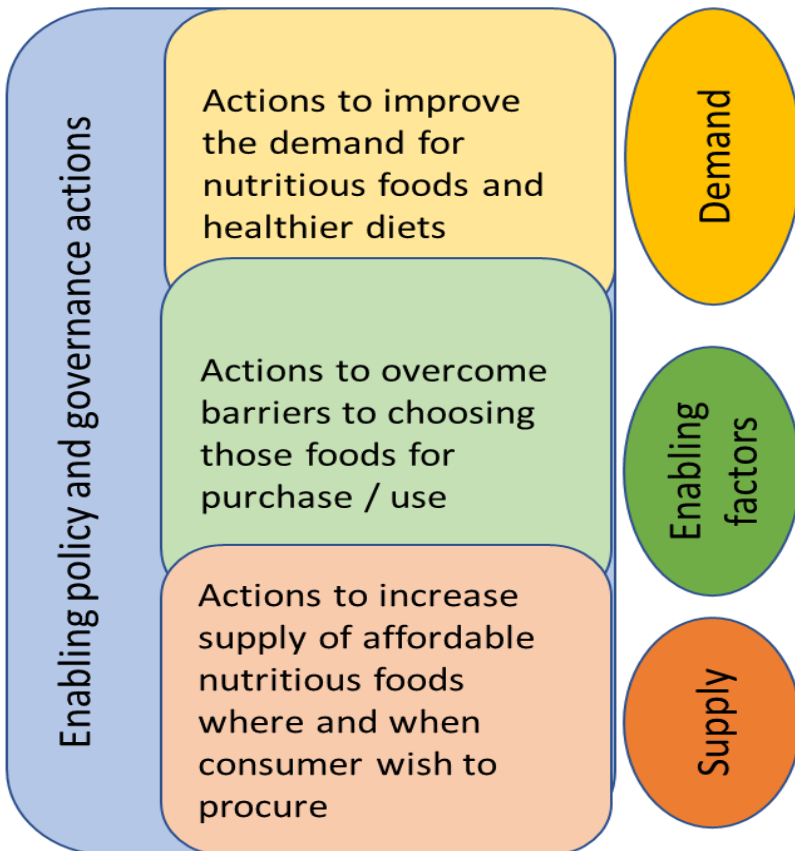 Enabling policy and governance actions
Actions to improve
the demand for
nutritious foods and
healthier diets
Demand
Actions to overcome
barriers to choosing
those foods for
purchase / use
Enabling
factors
Actions to increase
supply of affordable
nutritious foods
where and when
consumer wish to
procure
Supply